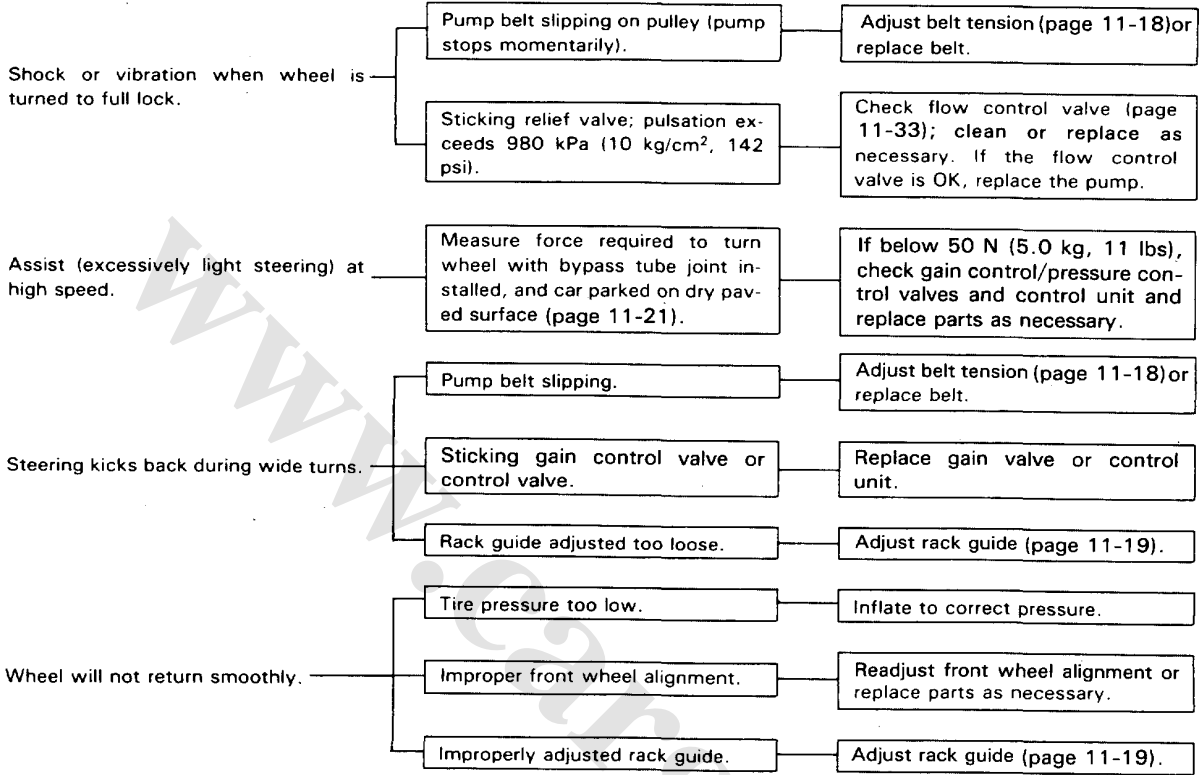 Shock or vibration when wheel is
turned to full lock.
Pump belt slipping on pulley (pump
stops momentarily).
Adjust belt tension (page 11-18)or
replace belt.
Sticking relief valve; pulsation ex-
ceeds 980 kPa (10 kg/cm², 142
psi).
Check flow control valve (page
11-33); clean or replace as
necessary. If the flow control
valve is OK, replace the pump.
Assist (excessively light steering) at
high speed.
Measure force required to turn
wheel with bypass tube joint in-
stalled, and car parked on dry pav-
ed surface (page 11-21).
If below 50 N (5.0 kg, 11 lbs),
check gain control/pressure con-
trol valves and control unit and
replace parts as necessary.
Steering kicks back during wide turns.
Pump belt slipping.
Adjust belt tension (page 11-18)or
replace belt.
Sticking gain control valve or
control valve.
Replace gain valve or control
unit.
Rack guide adjusted too loose.
Adjust rack guide (page 11-19).
Wheel will not return smoothly.
Tire pressure too low.
Inflate to correct pressure.
Improper front wheel alignment.
Readjust front wheel alignment or
replace parts as necessary.
Improperly adjusted rack guide.
Adjust rack guide (page 11-19).
www.car